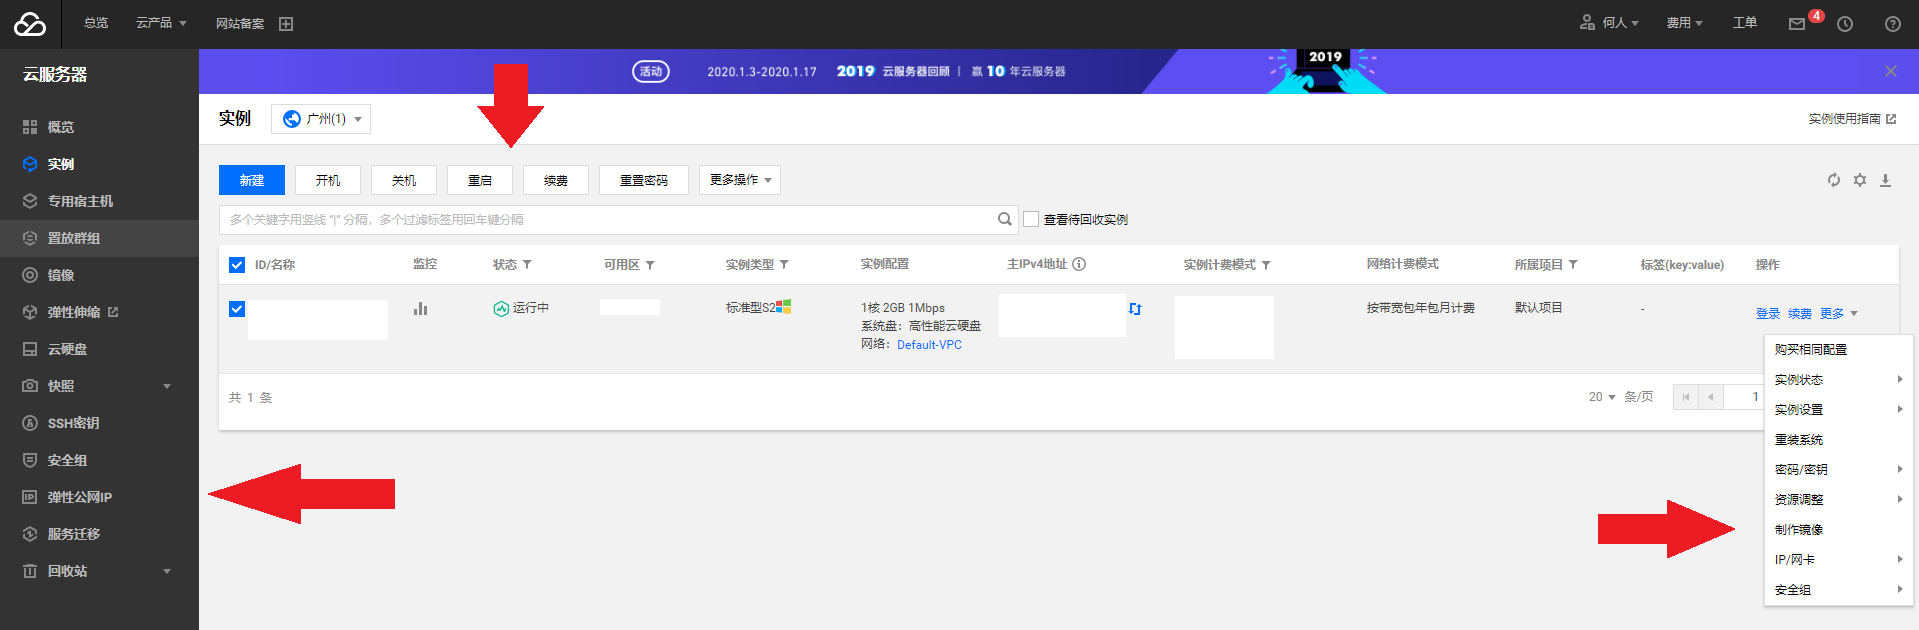 总览 云产品 网站备案 何人 费用 工单 4
云服务器
活动 2020.1.3-2020.1.17 2019 云服务器回顾 | 赢 10 年云服务器 2019
实例 广州(1) 实例使用指南
概览
实例
专用宿主机
置放群组
镜像
弹性伸缩
云硬盘
快照
SSH密钥
安全组
IP 弹性公网IP
服务迁移
回收站
新建 开机 关机 重启 续费 重置密码 更多操作
多个关键字用竖线 "|" 分隔，多个过滤标签用回车键分隔 查看待回收实例
ID/名称 监控 状态 可用区 实例类型 实例配置 主IPv4地址 实例计费模式 网络计费模式 所属项目 标签(key:value) 操作
运行中 标准型S2 1核 2GB 1Mbps 按带宽包年包月计费 默认项目 - 登录 续费 更多
系统盘：高性能云硬盘
网络：Default-VPC
共 1 条 20 条/页 1
购买相同配置
实例状态
实例设置
重装系统
密码/密钥
资源调整
制作镜像
IP/网卡
安全组